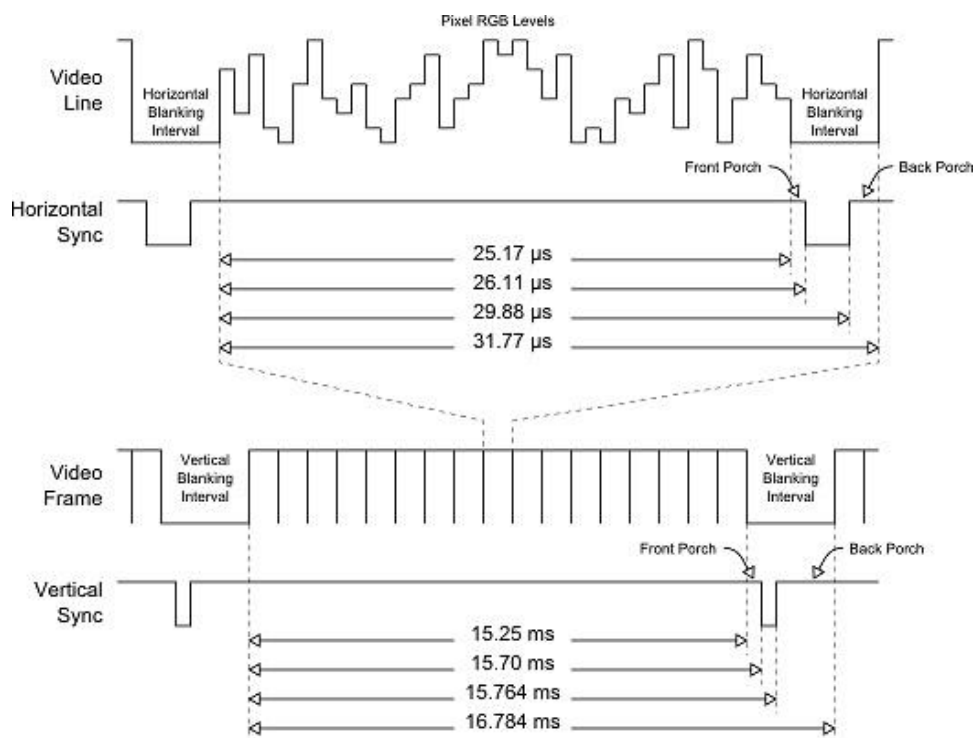 Pixel RGB Levels
Video
Line
Horizontal
Blanking
Interval
Horizontal
Blanking
Interval
Front Porch
Back Porch
Horizontal
Sync
25.17 µs
26.11 µs
29.88 µs
31.77 µs
Video
Frame
Vertical
Blanking
Interval
Vertical
Blanking
Interval
Front Porch
Back Porch
Vertical
Sync
15.25 ms
15.70 ms
15.764 ms
16.784 ms